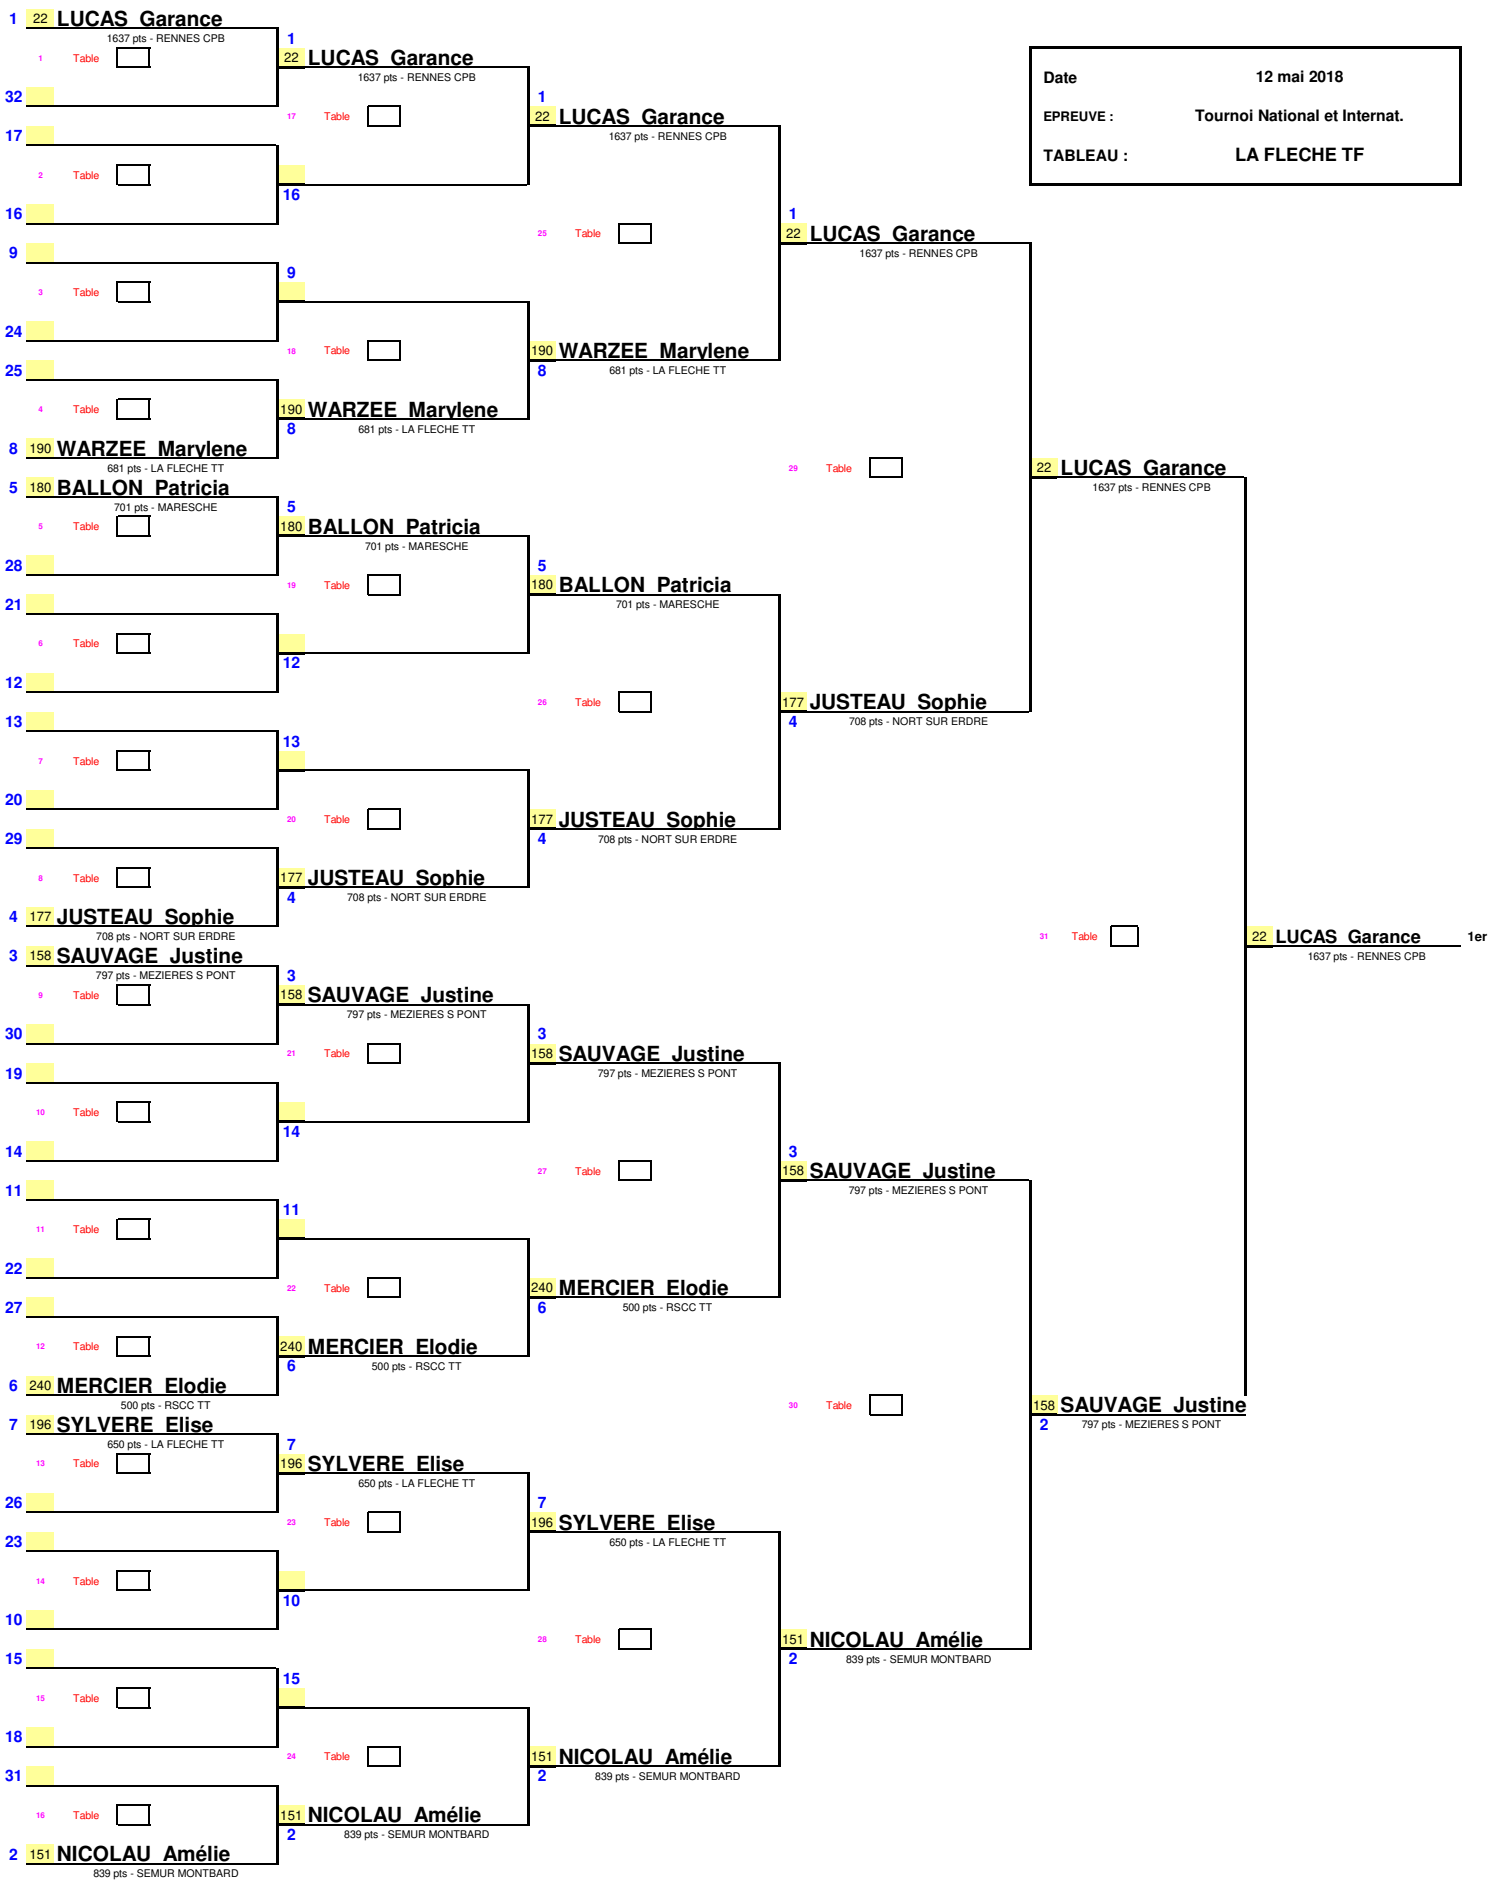 1 22 LUCAS Garance
1637 pts - RENNES CPB
1 Table
32
17
2 Table
16
9
3 Table
24
25
4 Table
8 190 WARZEE Marylene
681 pts - LA FLECHE TT
5 180 BALLON Patricia
701 pts - MARESCHE
5 Table
28
21
6 Table
12
13
7 Table
20
29
8 Table
4 177 JUSTEAU Sophie
708 pts - NORT SUR ERDRE
3 158 SAUVAGE Justine
797 pts - MEZIERES S PONT
9 Table
30
19
10 Table
14
11
11 Table
22
27
12 Table
6 240 MERCIER Elodie
500 pts - RSCC TT
7 196 SYLVERE Elise
650 pts - LA FLECHE TT
13 Table
26
23
14 Table
10
15
15 Table
18
31
16 Table
2 151 NICOLAU Amélie
839 pts - SEMUR MONTBARD
1
22 LUCAS Garance
1637 pts - RENNES CPB
17 Table
16
9
18 Table
190 WARZEE Marylene
8 681 pts - LA FLECHE TT
5
180 BALLON Patricia
701 pts - MARESCHE
19 Table
12
13
20 Table
177 JUSTEAU Sophie
4 708 pts - NORT SUR ERDRE
3
158 SAUVAGE Justine
797 pts - MEZIERES S PONT
21 Table
14
11
22 Table
240 MERCIER Elodie
6 500 pts - RSCC TT
7
196 SYLVERE Elise
650 pts - LA FLECHE TT
23 Table
10
15
24 Table
151 NICOLAU Amélie
2 839 pts - SEMUR MONTBARD
1
22 LUCAS Garance
1637 pts - RENNES CPB
25 Table
190 WARZEE Marylene
8 681 pts - LA FLECHE TT
5
180 BALLON Patricia
701 pts - MARESCHE
26 Table
177 JUSTEAU Sophie
4 708 pts - NORT SUR ERDRE
3
158 SAUVAGE Justine
797 pts - MEZIERES S PONT
27 Table
240 MERCIER Elodie
6 500 pts - RSCC TT
7
196 SYLVERE Elise
650 pts - LA FLECHE TT
28 Table
151 NICOLAU Amélie
2 839 pts - SEMUR MONTBARD
1
22 LUCAS Garance
1637 pts - RENNES CPB
29 Table
177 JUSTEAU Sophie
4 708 pts - NORT SUR ERDRE
3
158 SAUVAGE Justine
797 pts - MEZIERES S PONT
30 Table
151 NICOLAU Amélie
2 839 pts - SEMUR MONTBARD
Date 12 mai 2018
EPREUVE : Tournoi National et Internat.
TABLEAU : LA FLECHE TF
22 LUCAS Garance
1637 pts - RENNES CPB
31 Table
158 SAUVAGE Justine
2 797 pts - MEZIERES S PONT
22 LUCAS Garance 1er
1637 pts - RENNES CPB